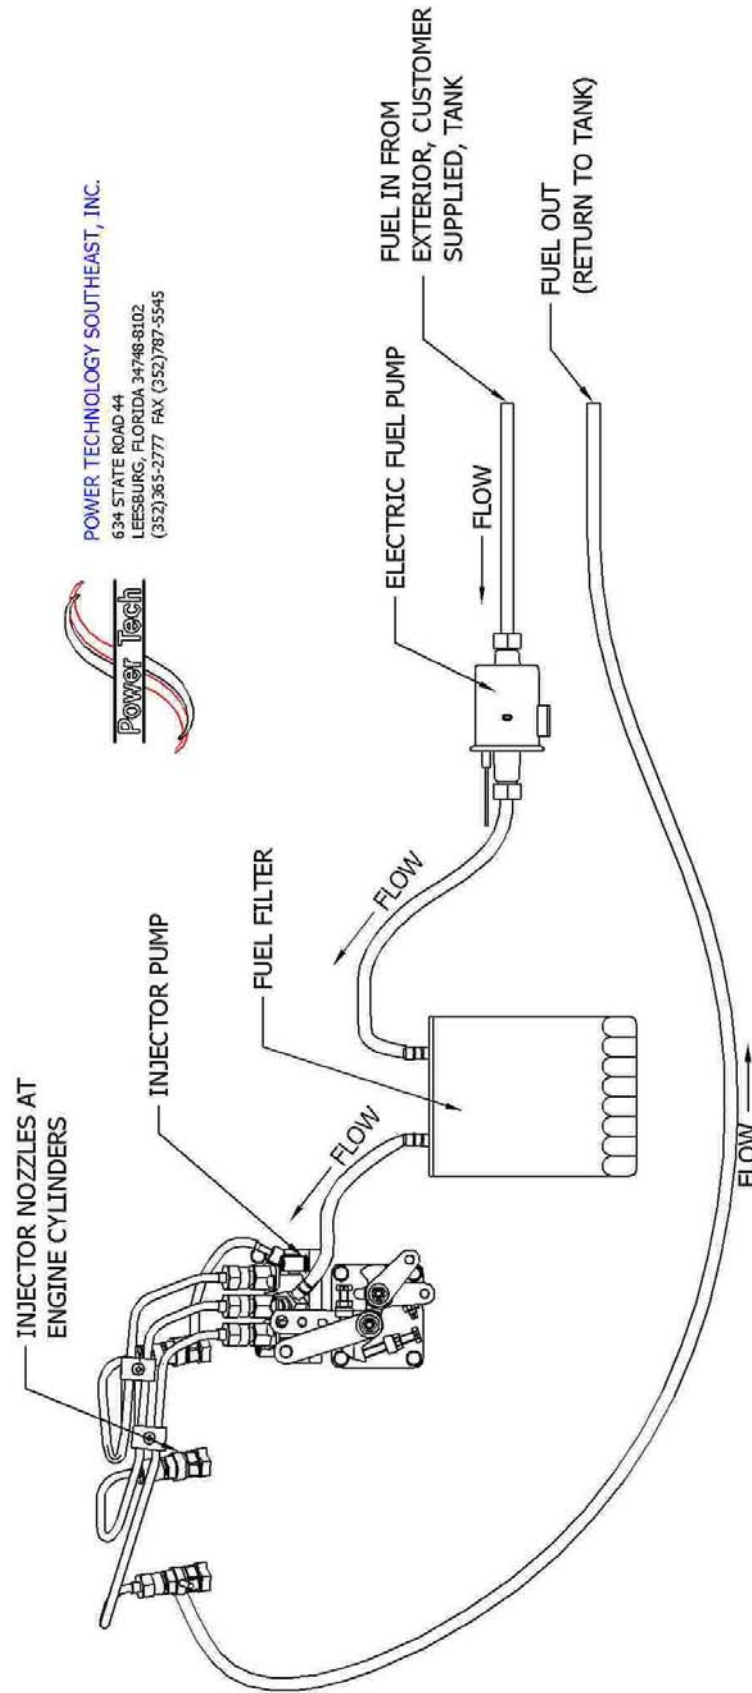 POWER TECHNOLOGY SOUTHEAST, INC.
634 STATE ROAD 44
LEESBURG, FLORIDA 34748-8102
(352)365-2777 FAX (352)787-5545
Power Tech
INJECTOR NOZZLES AT
ENGINE CYLINDERS
INJECTOR PUMP
FUEL FILTER
ELECTRIC FUEL PUMP
FUEL IN FROM
EXTERIOR, CUSTOMER
SUPPLIED, TANK
FUEL OUT
(RETURN TO TANK)
FLOW
FLOW
FLOW
FLOW